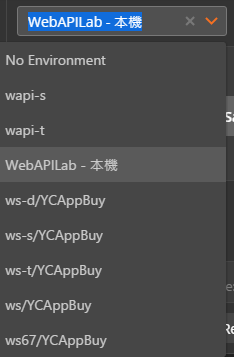 WebAPILab - 本機
No Environment
wapi-s
wapi-t
WebAPILab - 本機
ws-d/YCAppBuy
ws-s/YCAppBuy
ws-t/YCAppBuy
ws/YCAppBuy
ws67/YCAppBuy